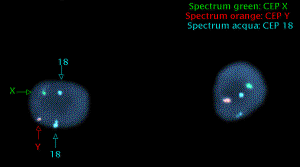 Spectrum green: CEP X
Spectrum orange: CEP Y
Spectrum acqua: CEP 18
18
X
Y
18